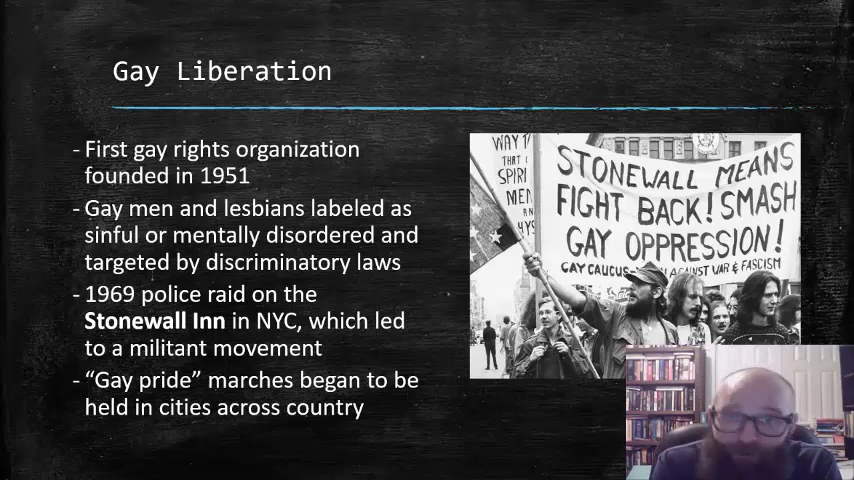 Gay Liberation
- First gay rights organization
founded in 1951
- Gay men and lesbians labeled as
sinful or mentally disordered and
targeted by discriminatory laws
- 1969 police raid on the
Stonewall Inn in NYC, which led
to a militant movement
- “Gay pride” marches began to be
held in cities across country
WAY
THAT
SPIRI
MEN
STONEWALL MEANS
FIGHT BACK! SMASH
GAY OPPRESSION!
GAY CAUCUS- AGAINST WAR & FASCISM